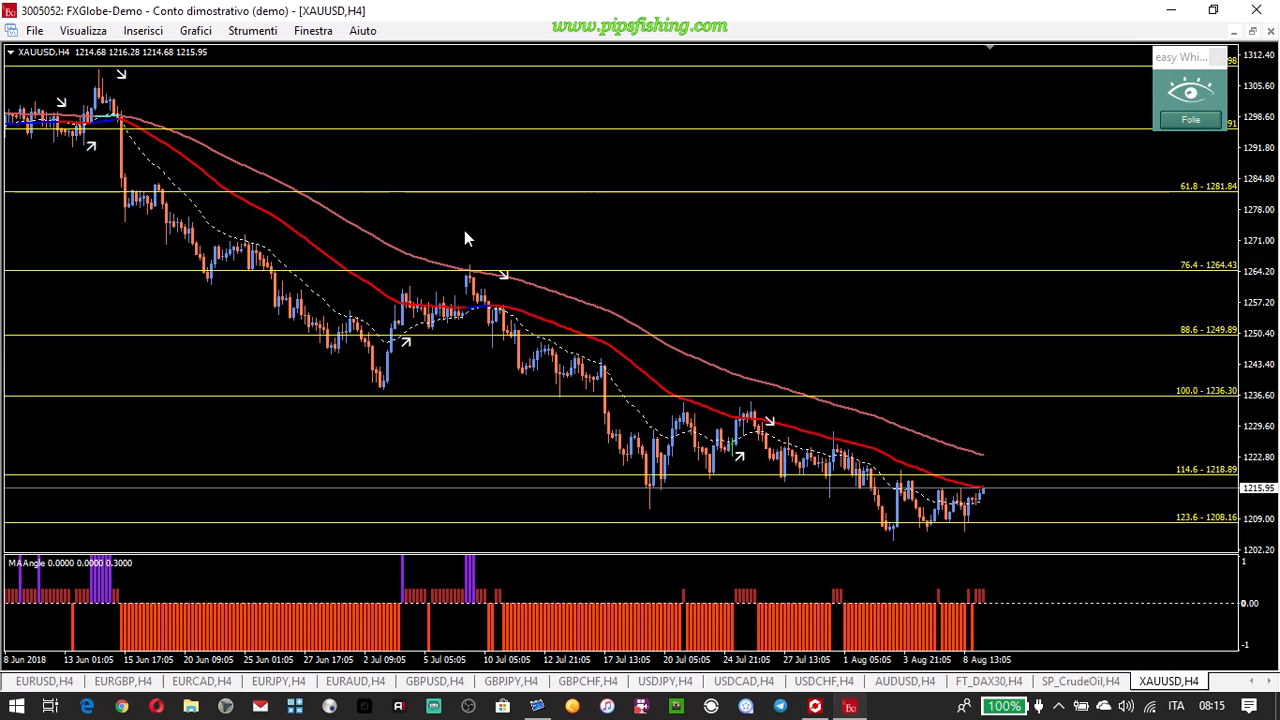 3005052: FXGlobe-Demo - Conto dimostrativo (demo) - [XAUUSD,H4]
www.pipsfishing.com
File Visualizza Inserisci Grafici Strumenti Finestra Aiuto
XAUUSD,H4 1214.68 1216.28 1214.68 1215.95
easy Whi...
Folie
98
91
61.8 - 1281.84
76.4 - 1264.43
88.6 - 1249.89
100.0 - 1236.30
114.6 - 1218.89
123.6 - 1208.16
1312.40
1305.60
1298.60
1291.80
1284.80
1278.00
1271.00
1264.20
1257.20
1250.40
1243.40
1236.60
1229.60
1222.80
1215.95
1209.00
1202.20
MAAngle 0.0000 0.0000 0.3000
1
0.00
-1
8 Jun 2018 13 Jun 01:05 15 Jun 17:05 20 Jun 09:05 25 Jun 01:05 27 Jun 17:05 2 Jul 09:05 5 Jul 01:05 10 Jul 05:05 12 Jul 21:05 17 Jul 13:05 20 Jul 05:05 24 Jul 21:05 27 Jul 13:05 1 Aug 05:05 3 Aug 21:05 8 Aug 13:05
EURUSD,H4 EURGBP,H4 EURCAD,H4 EURJPY,H4 EURAUD,H4 GBPUSD,H4 GBPJPY,H4 GBPCHF,H4 USDJPY,H4 USDCAD,H4 USDCHF,H4 AUDUSD,H4 FT_DAX30,H4 SP_CrudeOil,H4 XAUUSD,H4
100% ITA 08:15